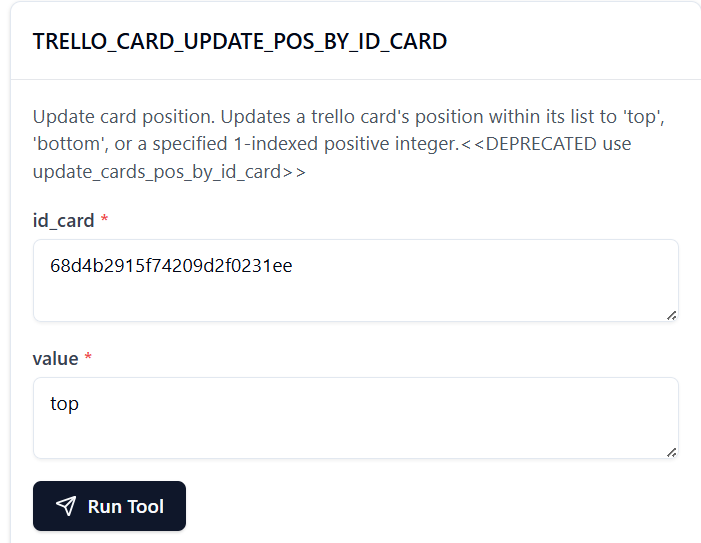 TRELLO_CARD_UPDATE_POS_BY_ID_CARD
Update card position. Updates a trello card's position within its list to 'top',
'bottom', or a specified 1-indexed positive integer.<<DEPRECATED use
update_cards_pos_by_id_card>>
id_card *
68d4b2915f74209d2f0231ee
value *
top
Run Tool